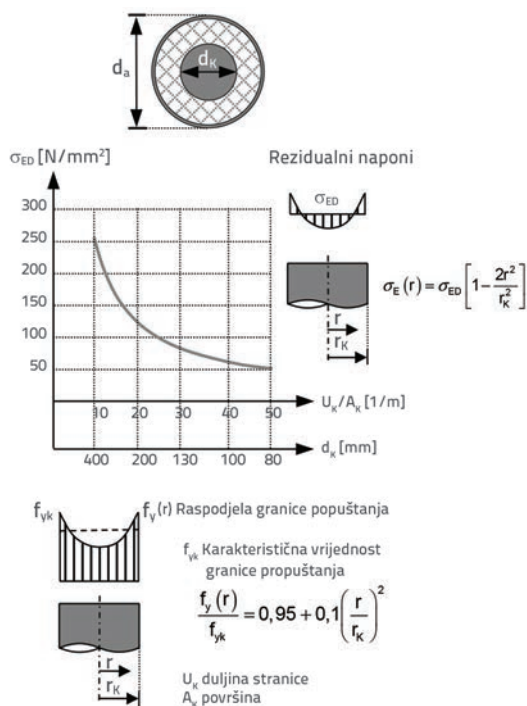 dₐ
d_K
σ_ED [N/mm²]
Rezidualni naponi
300
250
200
150
100
50
σ_ED
σ_E (r) = σ_ED [1 − 2r²/r_K²]
r
r_K
10 20 30 40 50
U_K/A_K [1/m]
400 200 130 100 80
d_K [mm]
f_yk
f_y(r) Raspodjela granice popuštanja
f_yk Karakteristična vrijednost
granice propuštanja
f_y (r)/f_yk = 0,95 + 0,1(r/r_K)²
r
r_K
U_K duljina stranice
A_K površina